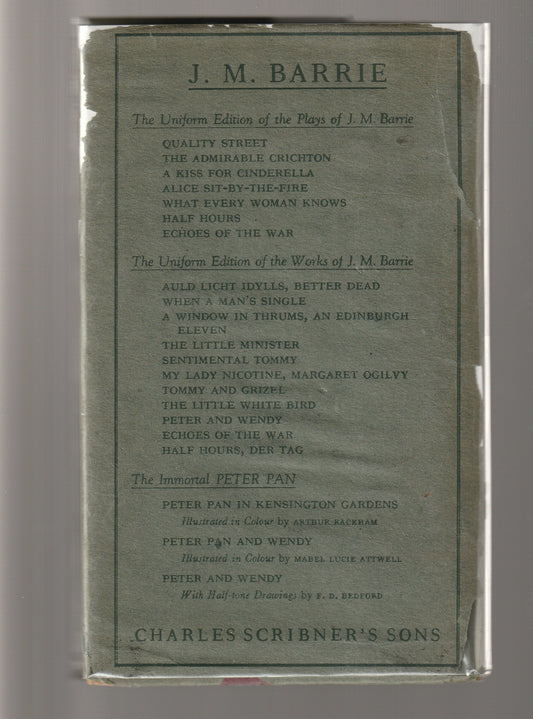 J. M. BARRIE
The Uniform Edition of the Plays of J. M. Barrie
QUALITY STREET
THE ADMIRABLE CRICHTON
A KISS FOR CINDERELLA
ALICE SIT-BY-THE-FIRE
WHAT EVERY WOMAN KNOWS
HALF HOURS
ECHOES OF THE WAR
The Uniform Edition of the Works of J. M. Barrie
AULD LICHT IDYLLS, BETTER DEAD
WHEN A MAN'S SINGLE
A WINDOW IN THRUMS, AN EDINBURGH
ELEVEN
THE LITTLE MINISTER
SENTIMENTAL TOMMY
MY LADY NICOTINE, MARGARET OGILVY
TOMMY AND GRIZEL
THE LITTLE WHITE BIRD
PETER AND WENDY
ECHOES OF THE WAR
HALF HOURS, DER TAG
The Immortal PETER PAN
PETER PAN IN KENSINGTON GARDENS
Illustrated in Colour by ARTHUR RACKHAM
PETER PAN AND WENDY
Illustrated in Colour by MABEL LUCIE ATTWELL
PETER AND WENDY
With Half-tone Drawings by F. D. BEDFORD
CHARLES SCRIBNER'S SONS